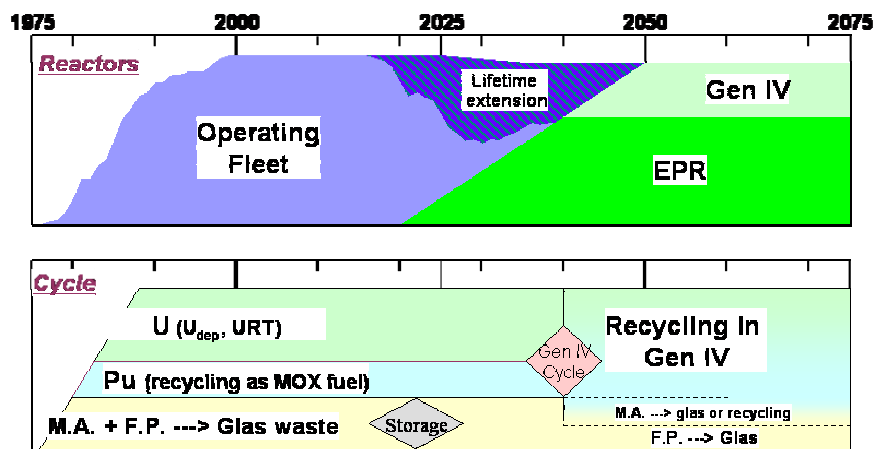 1975 2000 2025 2050 2075
Reactors
Lifetime
extension
Gen IV
Operating
Fleet
EPR
Cycle
U (Udep, URT)
Recycling in
Gen IV
Gen IV
Cycle
Pu (recycling as MOX fuel)
M.A. + F.P. ---> Glas waste
Storage
M.A. ---> glas or recycling
F.P. ---> Glas